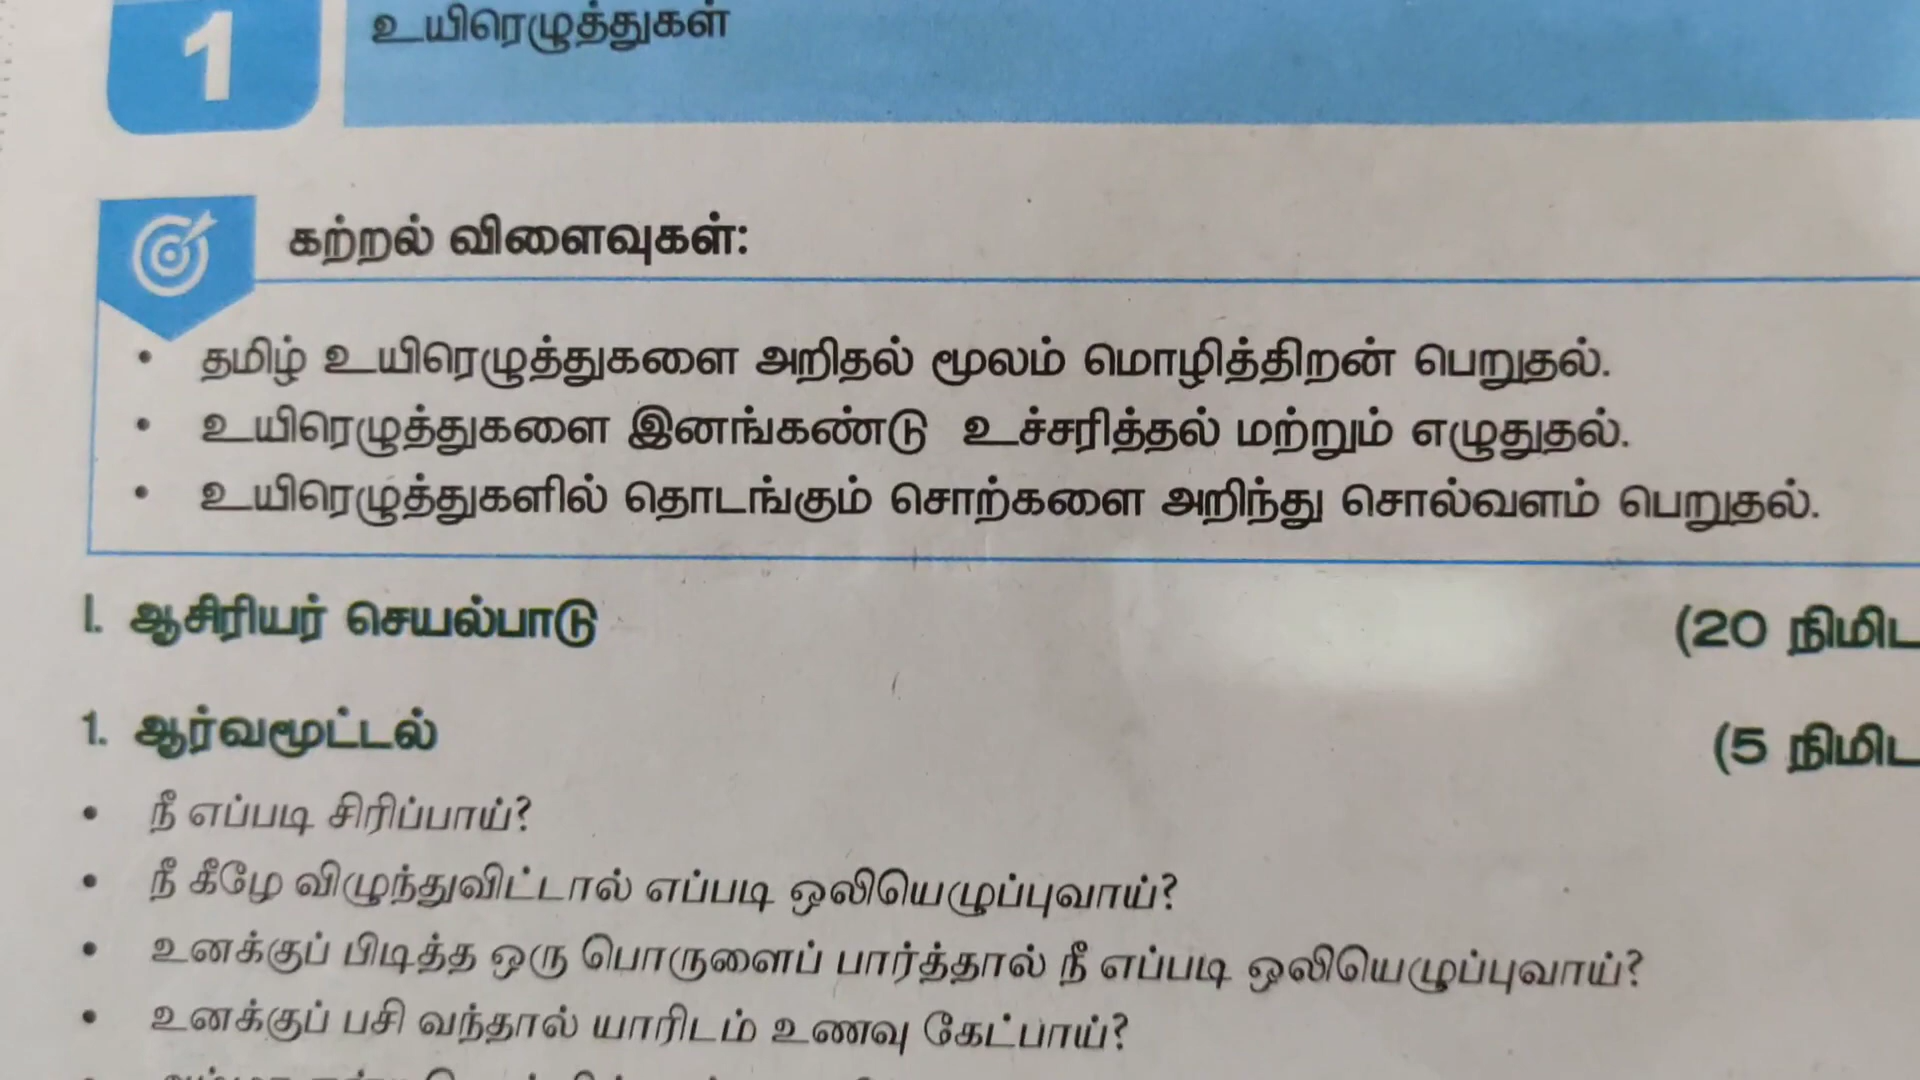 1
உயிரெழுத்துகள்
கற்றல் விளைவுகள்:
• தமிழ் உயிரெழுத்துகளை அறிதல் மூலம் மொழித்திறன் பெறுதல்.
• உயிரெழுத்துகளை இனங்கண்டு உச்சரித்தல் மற்றும் எழுதுதல்.
• உயிரெழுத்துகளில் தொடங்கும் சொற்களை அறிந்து சொல்வளம் பெறுதல்.
I. ஆசிரியர் செயல்பாடு (20
1. ஆர்வமூட்டல் (5
• நீ எப்படி சிரிப்பாய்?
• நீ கீழே விழுந்துவிட்டால் எப்படி ஒலியெழுப்புவாய்?
• உனக்குப் பிடித்த ஒரு பொருளைப் பார்த்தால் நீ எப்படி ஒலியெழுப்புவாய்?
• உனக்குப் பசி வந்தால் யாரிடம் உணவு கேட்பாய்?